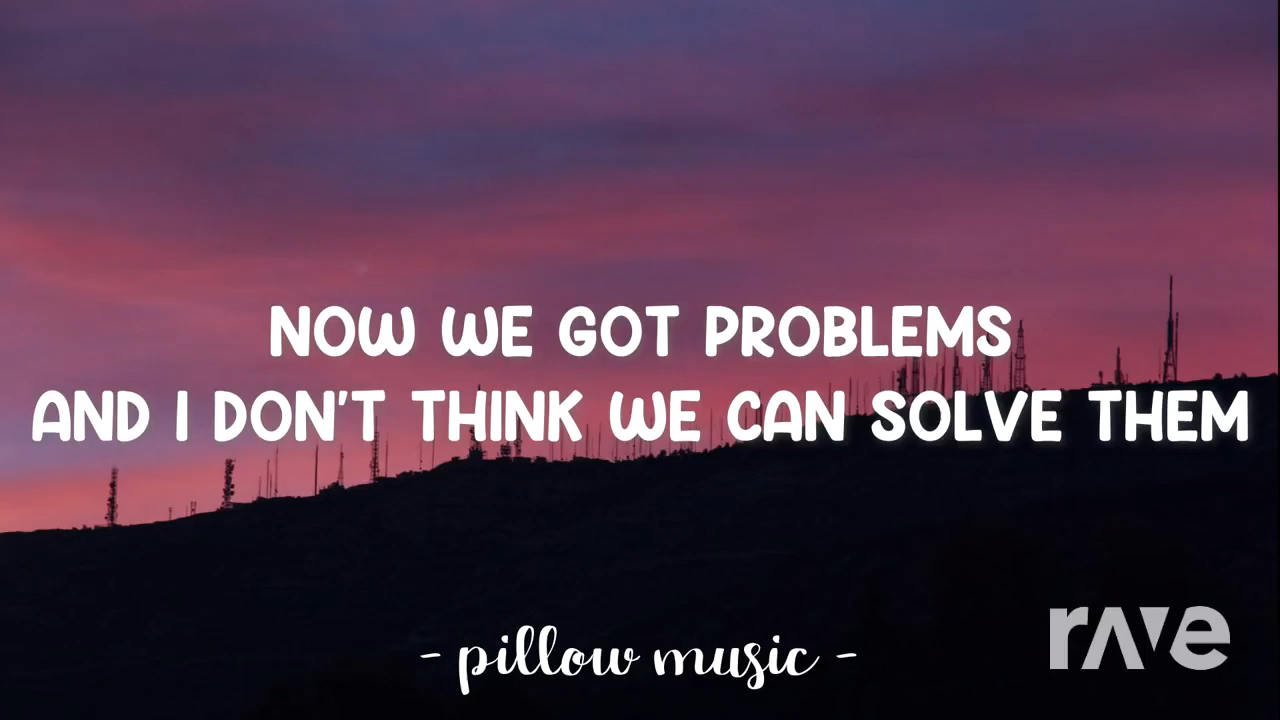 NOW WE GOT PROBLEMS
AND I DON'T THINK WE CAN SOLVE THEM
- pillow music -
rave